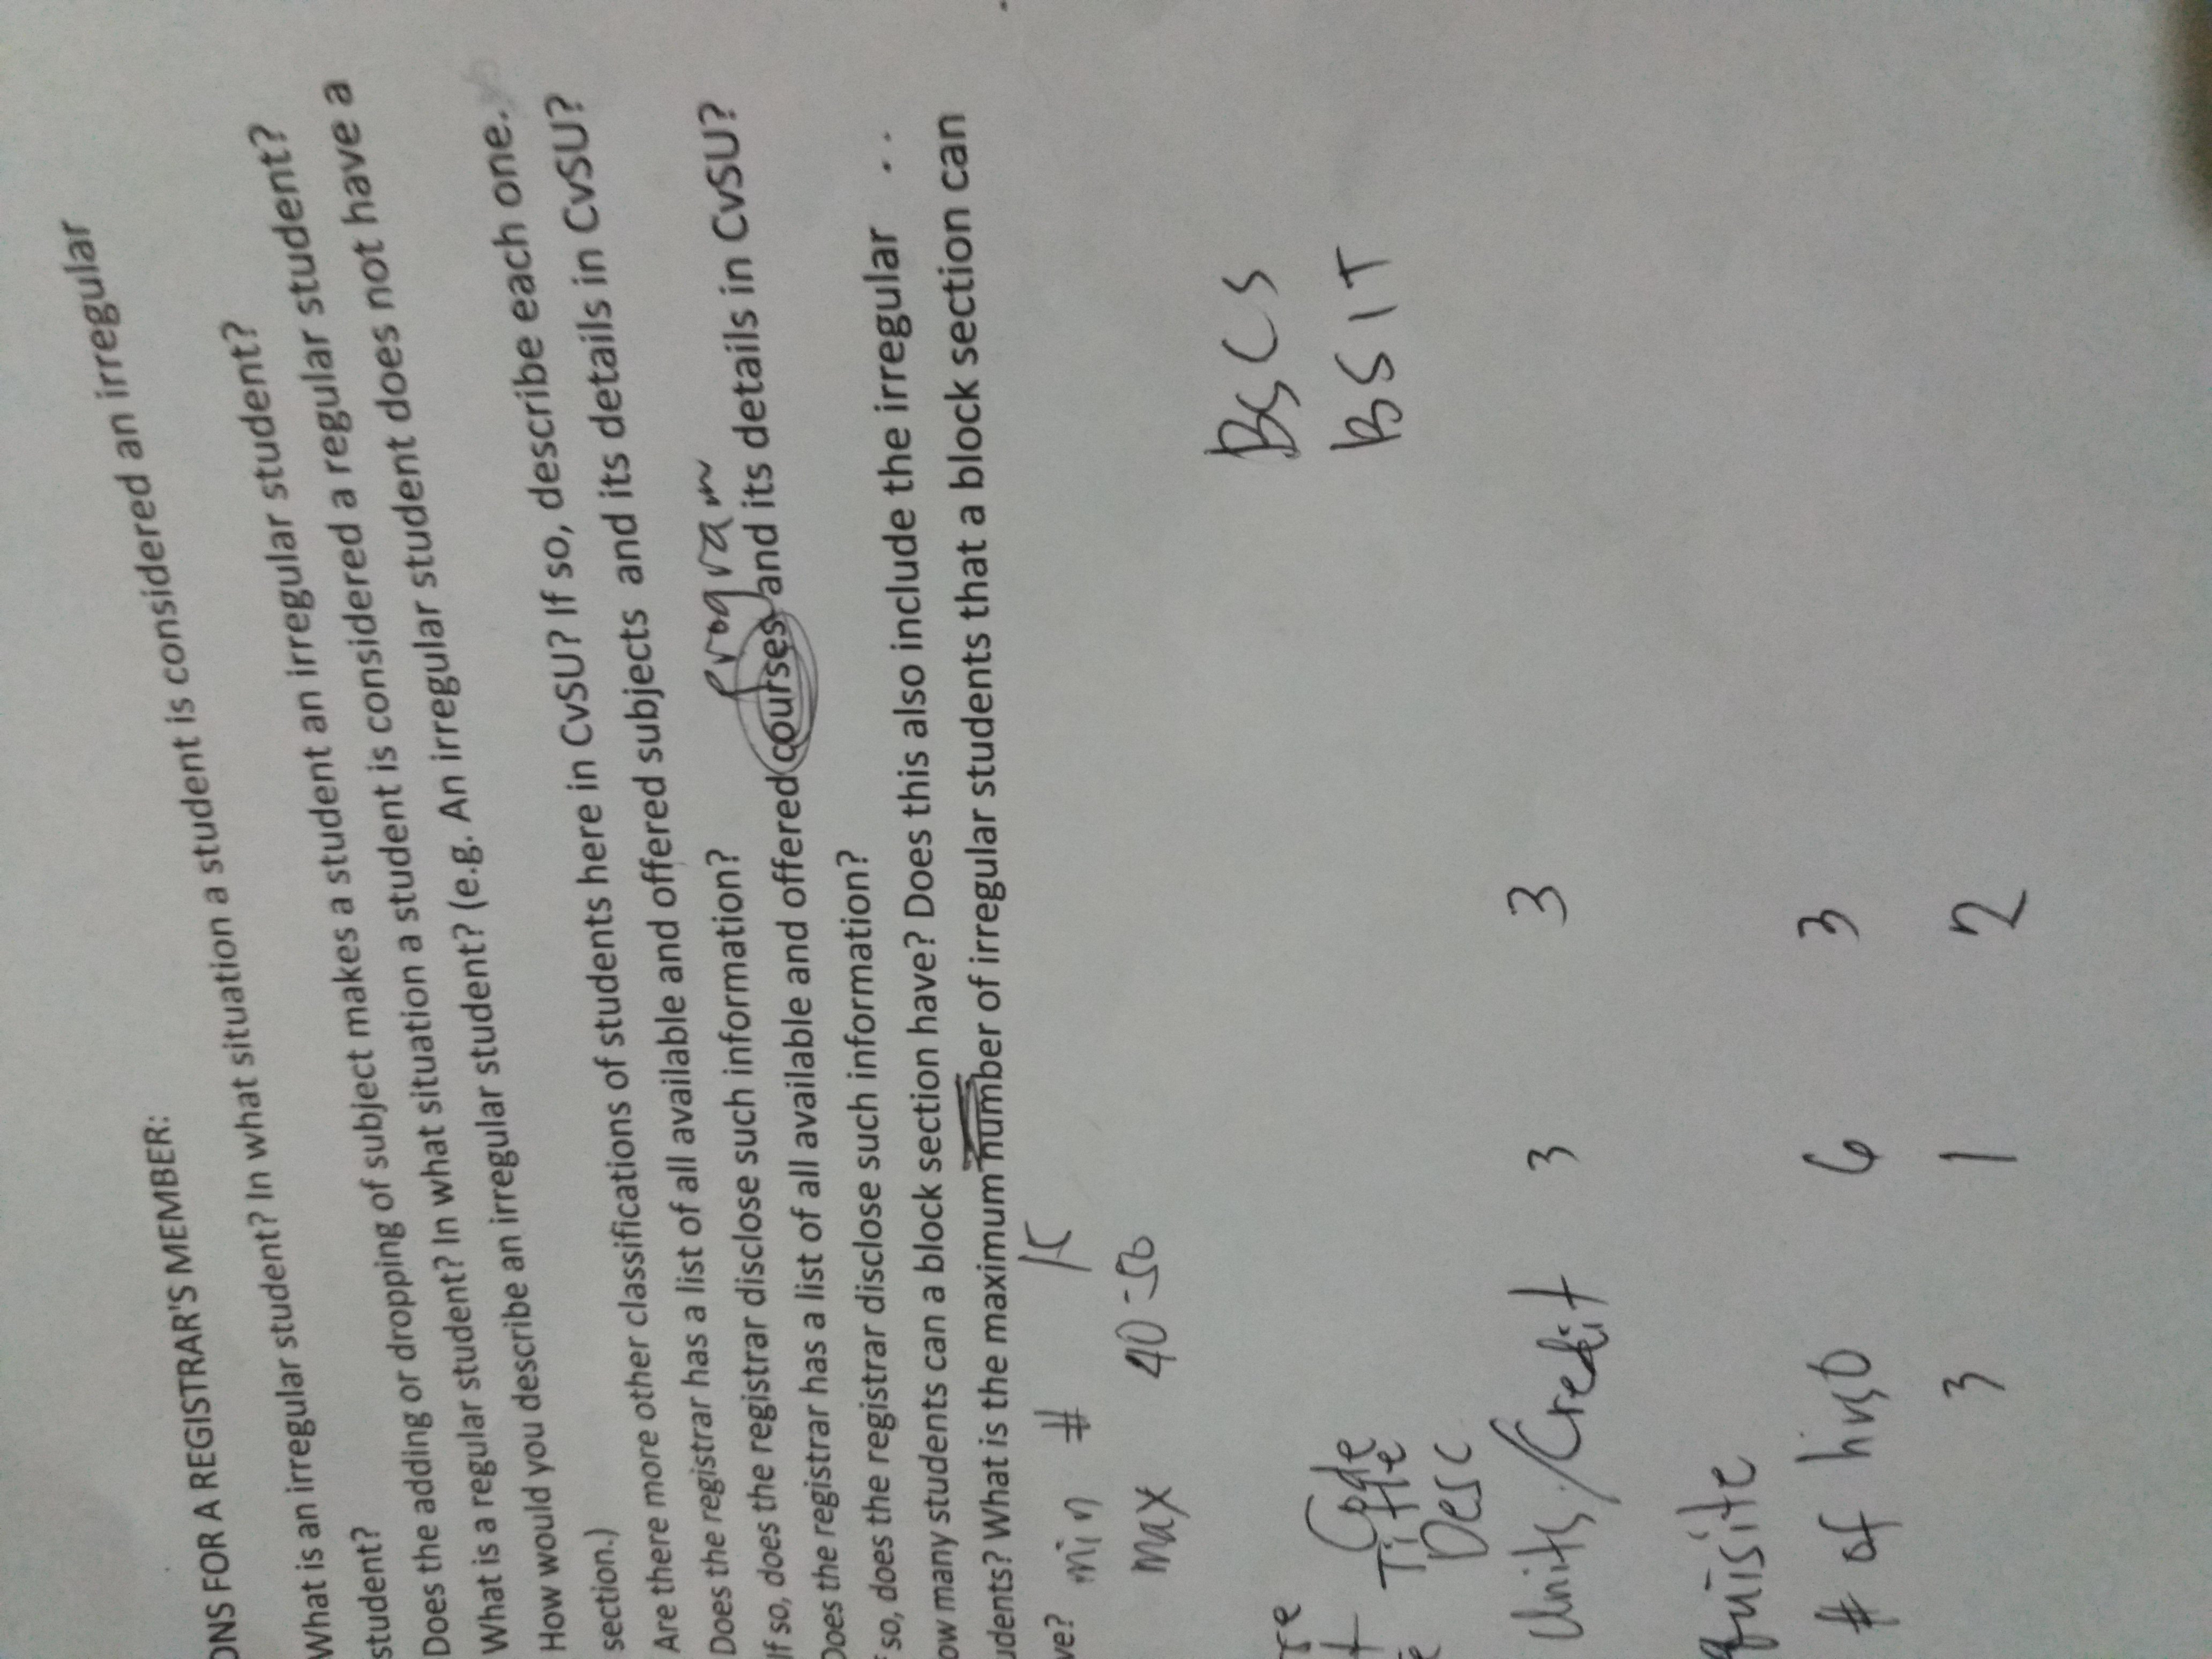 ONS FOR A REGISTRAR'S MEMBER:
What is an irregular student? In what situation a student is considered an irregular
student?
Does the adding or dropping of subject makes a student an irregular student?
What is a regular student? In what situation a student is considered a regular student?
How would you describe an irregular student? (e.g. An irregular student does not have a
section.)
Are there more other classifications of students here in CvSU? If so, describe each one.
Does the registrar has a list of all available and offered subjects and its details in CvSU?
If so, does the registrar disclose such information?
program
Does the registrar has a list of all available and offered courses and its details in CvSU?
f so, does the registrar disclose such information?
ow many students can a block section have? Does this also include the irregular
udents? What is the maximum number of irregular students that a block section can
ve?
min # 15
max 40-50
BSCS
re
t Code
BSIT
e Title
Desc
Units/Credit 3 3
quisite
# of hrs 6 3
3 1 2